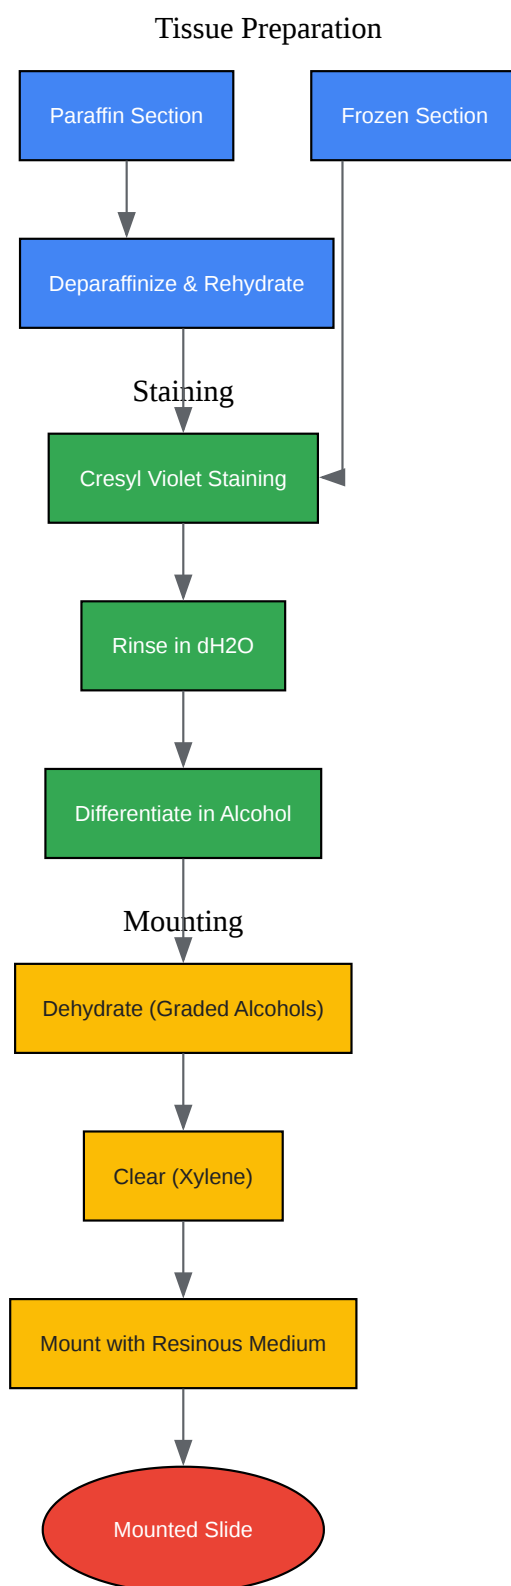 Tissue Preparation
Paraffin Section
Frozen Section
Deparaffinize & Rehydrate
Staining
Cresyl Violet Staining
Rinse in dH2O
Differentiate in Alcohol
Mounting
Dehydrate (Graded Alcohols)
Clear (Xylene)
Mount with Resinous Medium
Mounted Slide